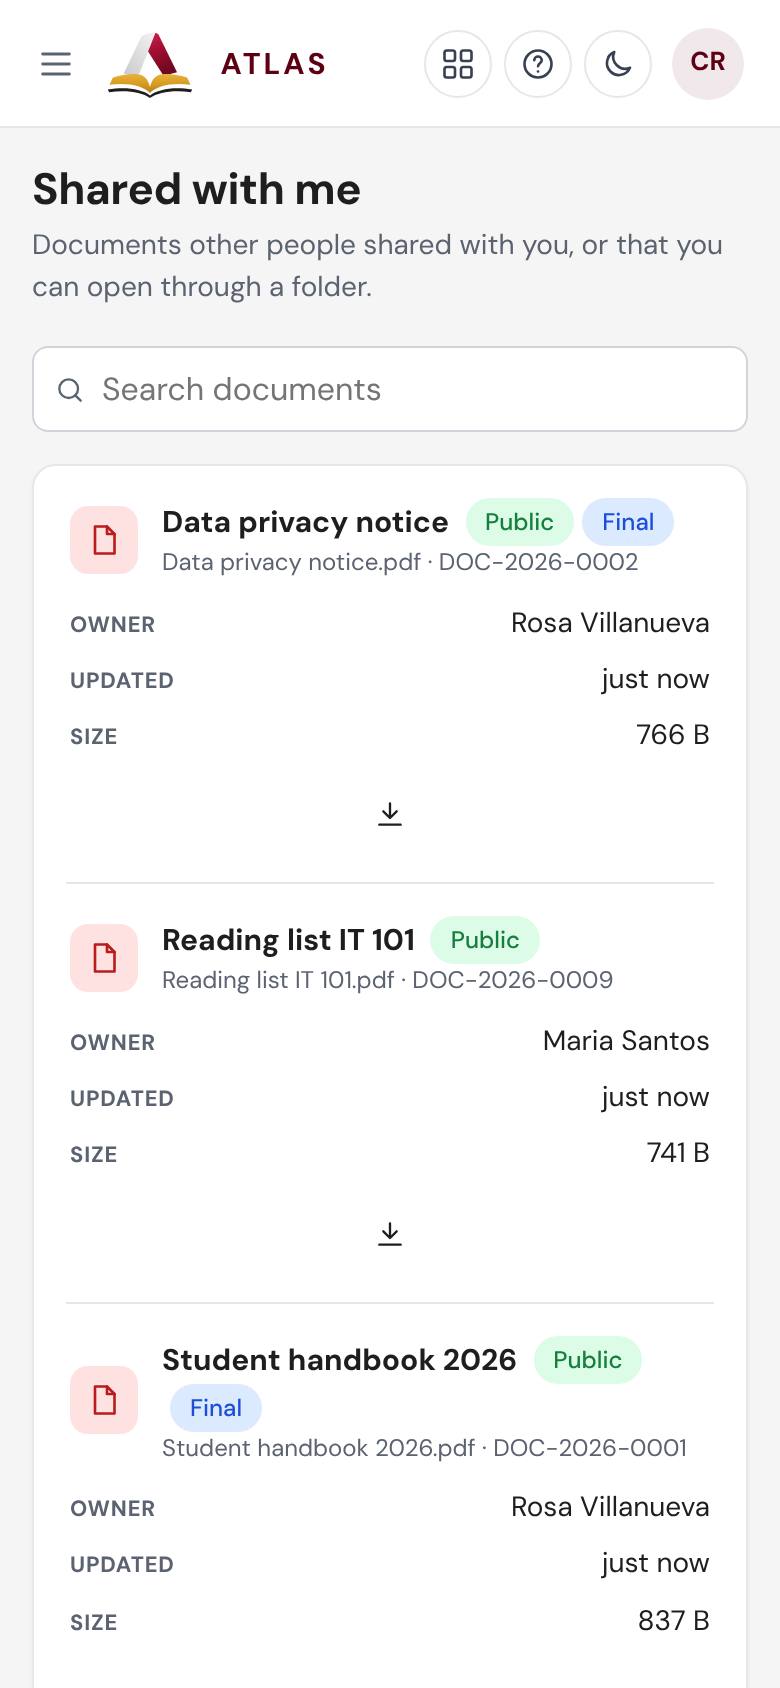 ATLAS
CR
Shared with me
Documents other people shared with you, or that you
can open through a folder.
Search documents
Data privacy notice Public Final
Data privacy notice.pdf · DOC-2026-0002
OWNER Rosa Villanueva
UPDATED just now
SIZE 766 B
Reading list IT 101 Public
Reading list IT 101.pdf · DOC-2026-0009
OWNER Maria Santos
UPDATED just now
SIZE 741 B
Student handbook 2026 Public
Final
Student handbook 2026.pdf · DOC-2026-0001
OWNER Rosa Villanueva
UPDATED just now
SIZE 837 B